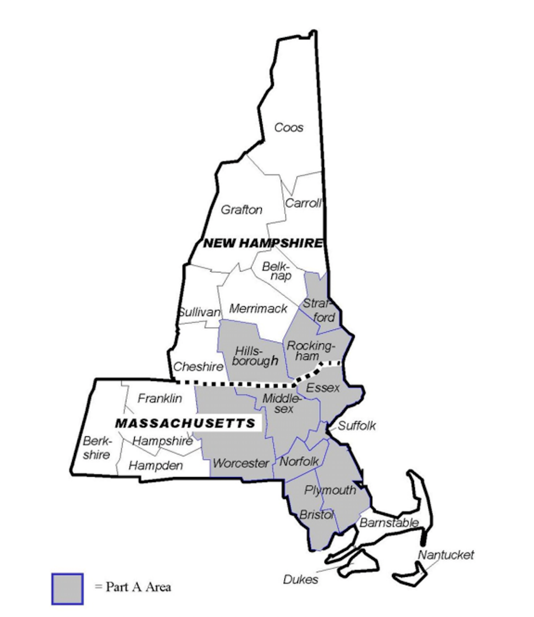 Coos
Grafton
Carroll
NEW HAMPSHIRE
Belk-
nap
Sullivan
Merrimack
Straf-
ford
Cheshire
Hills-
borough
Rocking-
ham
Franklin
Middle-
sex
Essex
MASSACHUSETTS
Suffolk
Berk-
shire
Hampshire
Hampden
Worcester
Norfolk
Plymouth
Bristol
Barnstable
Nantucket
Dukes
= Part A Area